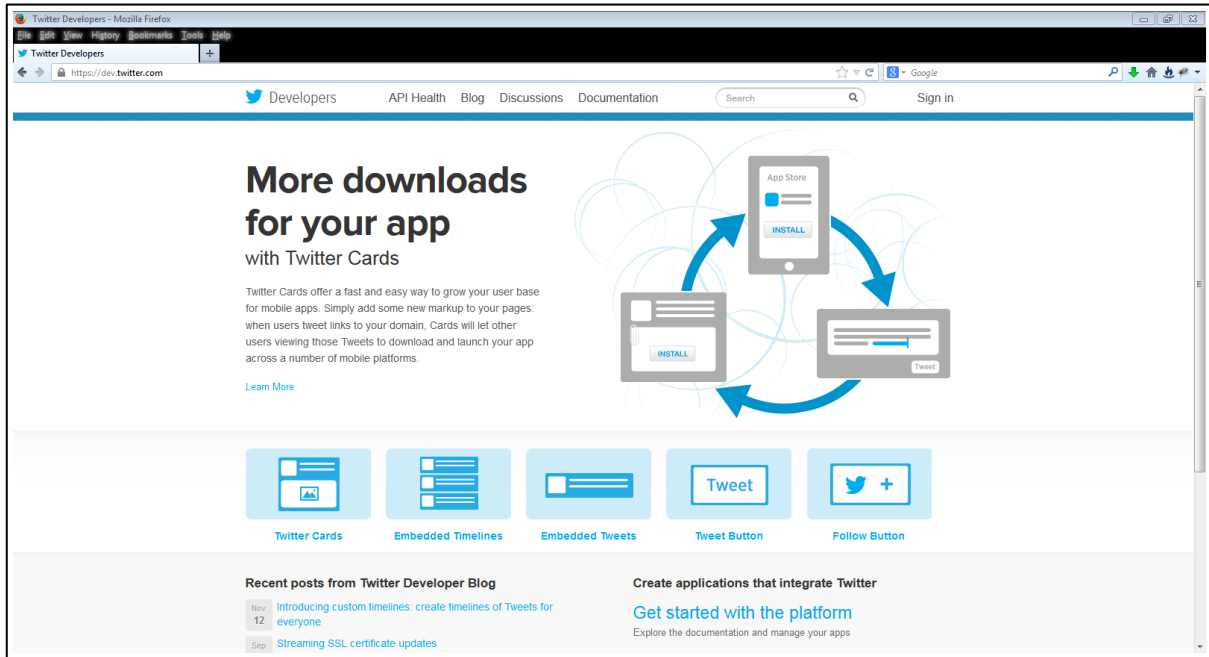 Twitter Developers - Mozilla Firefox
File Edit View History Bookmarks Tools Help
Twitter Developers +
https://dev.twitter.com
8 Google
Developers API Health Blog Discussions Documentation Search Sign in
More downloads
for your app
with Twitter Cards
Twitter Cards offer a fast and easy way to grow your user base
for mobile apps. Simply add some new markup to your pages:
when users tweet links to your domain, Cards will let other
users viewing those Tweets to download and launch your app
across a number of mobile platforms.
Learn More
App Store
INSTALL
INSTALL
Tweet
Tweet
+
Twitter Cards Embedded Timelines Embedded Tweets Tweet Button Follow Button
Recent posts from Twitter Developer Blog
Nov
12
Introducing custom timelines: create timelines of Tweets for
everyone
Sep
Streaming SSL certificate updates
Create applications that integrate Twitter
Get started with the platform
Explore the documentation and manage your apps